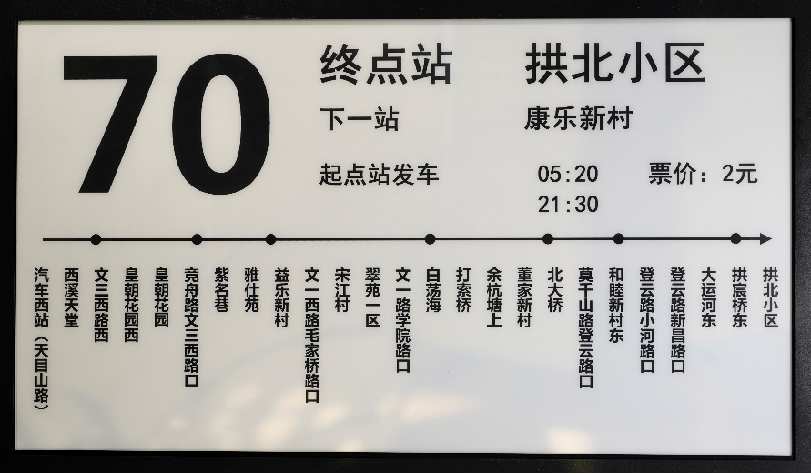 70
终点站 拱北小区
下一站 康乐新村
起点站发车 05:20 票价：2元
21:30
汽车西站（天目山路）
西溪天堂
文三西路西
皇朝花园西
皇朝花园
竞舟路文三西路口
紫名巷
雅仕苑
益乐新村
文一西路毛家桥路口
宋江村
翠苑一区
文一路学院路口
白荡海
打索桥
余杭塘上
董家新村
北大桥
莫干山路登云路口
和睦新村东
登云路小河路口
登云路新昌路口
大运河东
拱宸桥东
拱北小区